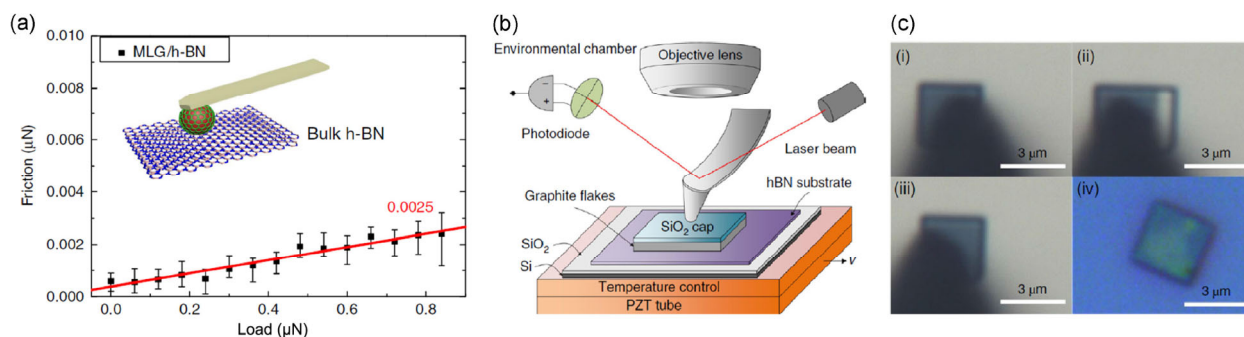 (a)
0.010
0.008
0.006
0.004
0.002
0.000
Friction (μN)
MLG/h-BN
Bulk h-BN
0.0025
0.0
0.2
0.4
0.6
0.8
Load (μN)
(b)
Environmental chamber
Objective lens
−
+
Photodiode
Laser beam
Graphite flakes
hBN substrate
SiO2 cap
SiO2
Si
Temperature control
v
PZT tube
(c)
(i)
3 μm
(ii)
3 μm
(iii)
3 μm
(iv)
3 μm